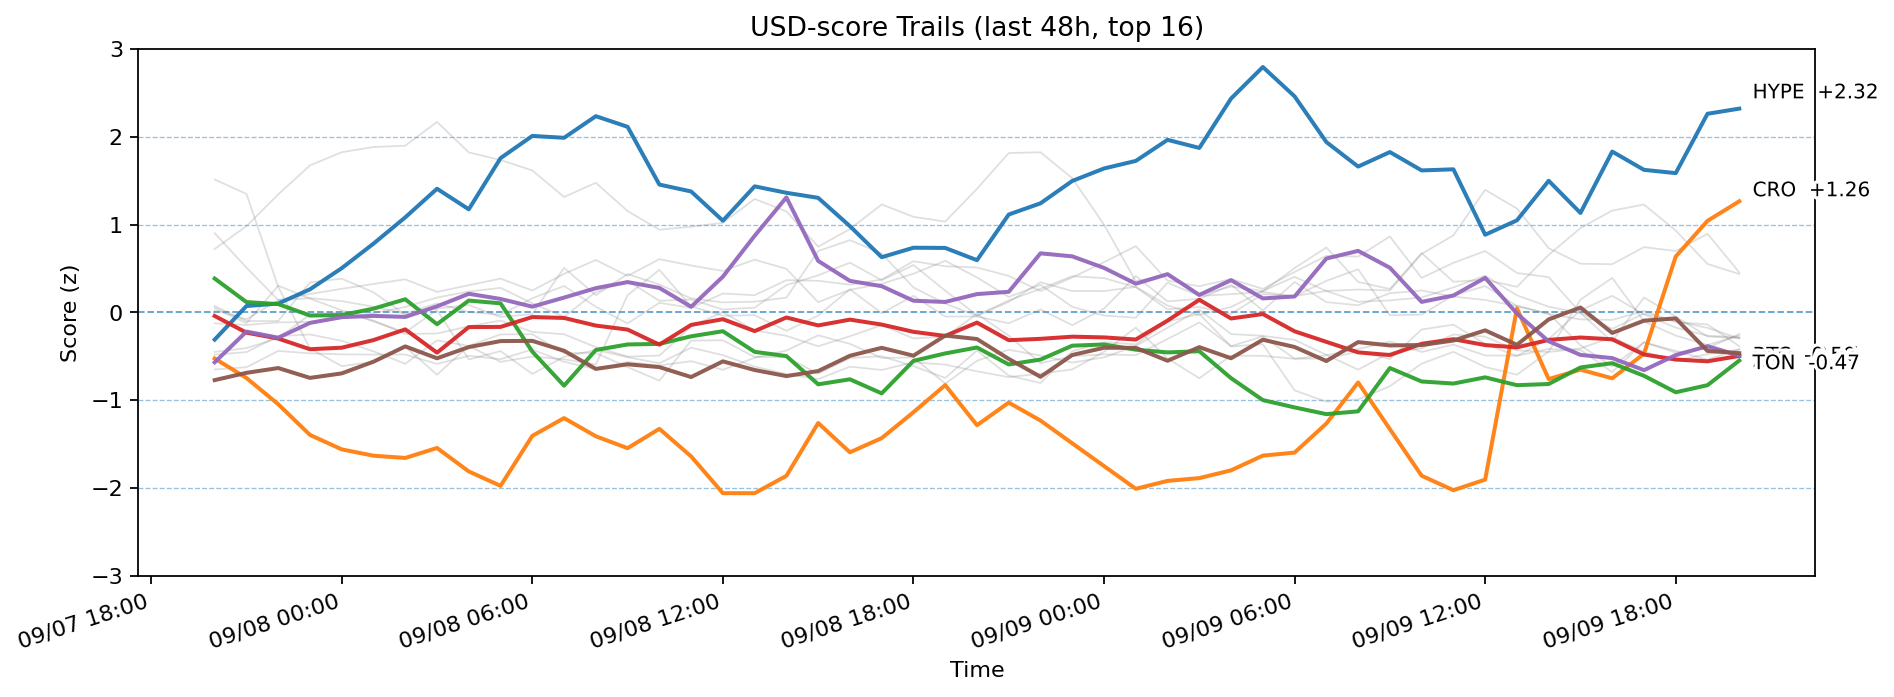 USD-score Trails (last 48h, top 16)
3
2
1
0
−1
−2
−3
Score (z)
HYPE +2.32
CRO +1.26
TON -0.47
09/07 18:00
09/08 00:00
09/08 06:00
09/08 12:00
09/08 18:00
09/09 00:00
09/09 06:00
09/09 12:00
09/09 18:00
Time